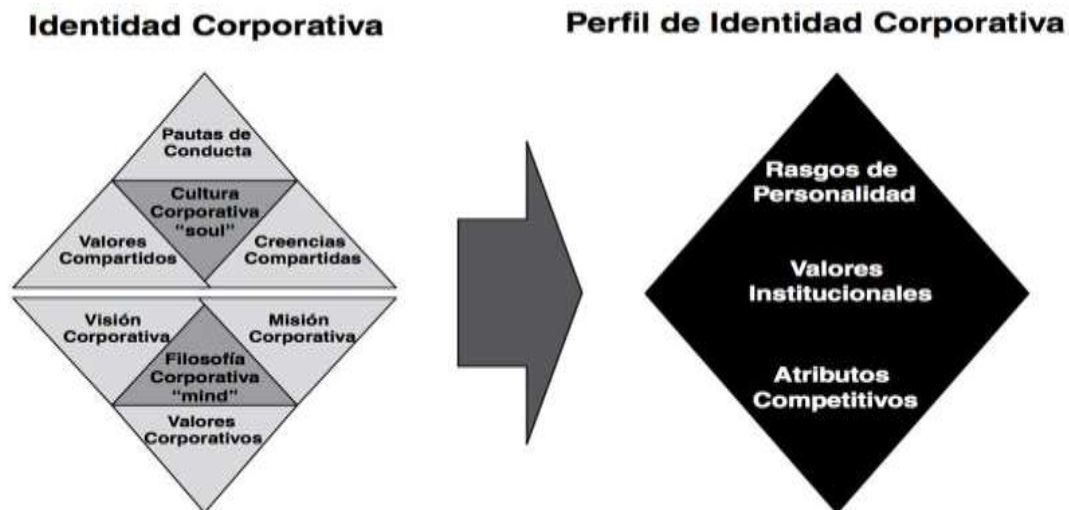 Identidad Corporativa
Pautas de
Conducta
Cultura
Corporativa
"soul"
Valores
Compartidos
Creencias
Compartidas
Visión
Corporativa
Misión
Corporativa
Filosofía
Corporativa
"mind"
Valores
Corporativos
Perfil de Identidad Corporativa
Rasgos de
Personalidad
Valores
Institucionales
Atributos
Competitivos